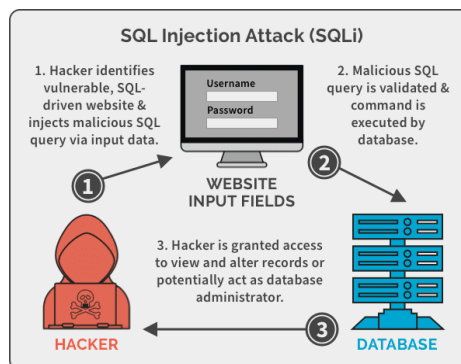 SQL Injection Attack (SQLi)
1. Hacker identifies
vulnerable, SQL-
driven website &
injects malicious SQL
query via input data.
Username
Password
2. Malicious SQL
query is validated &
command is
executed by
database.
1
WEBSITE
INPUT FIELDS
2
3. Hacker is granted access
to view and alter records or
potentially act as database
administrator.
3
HACKER
DATABASE